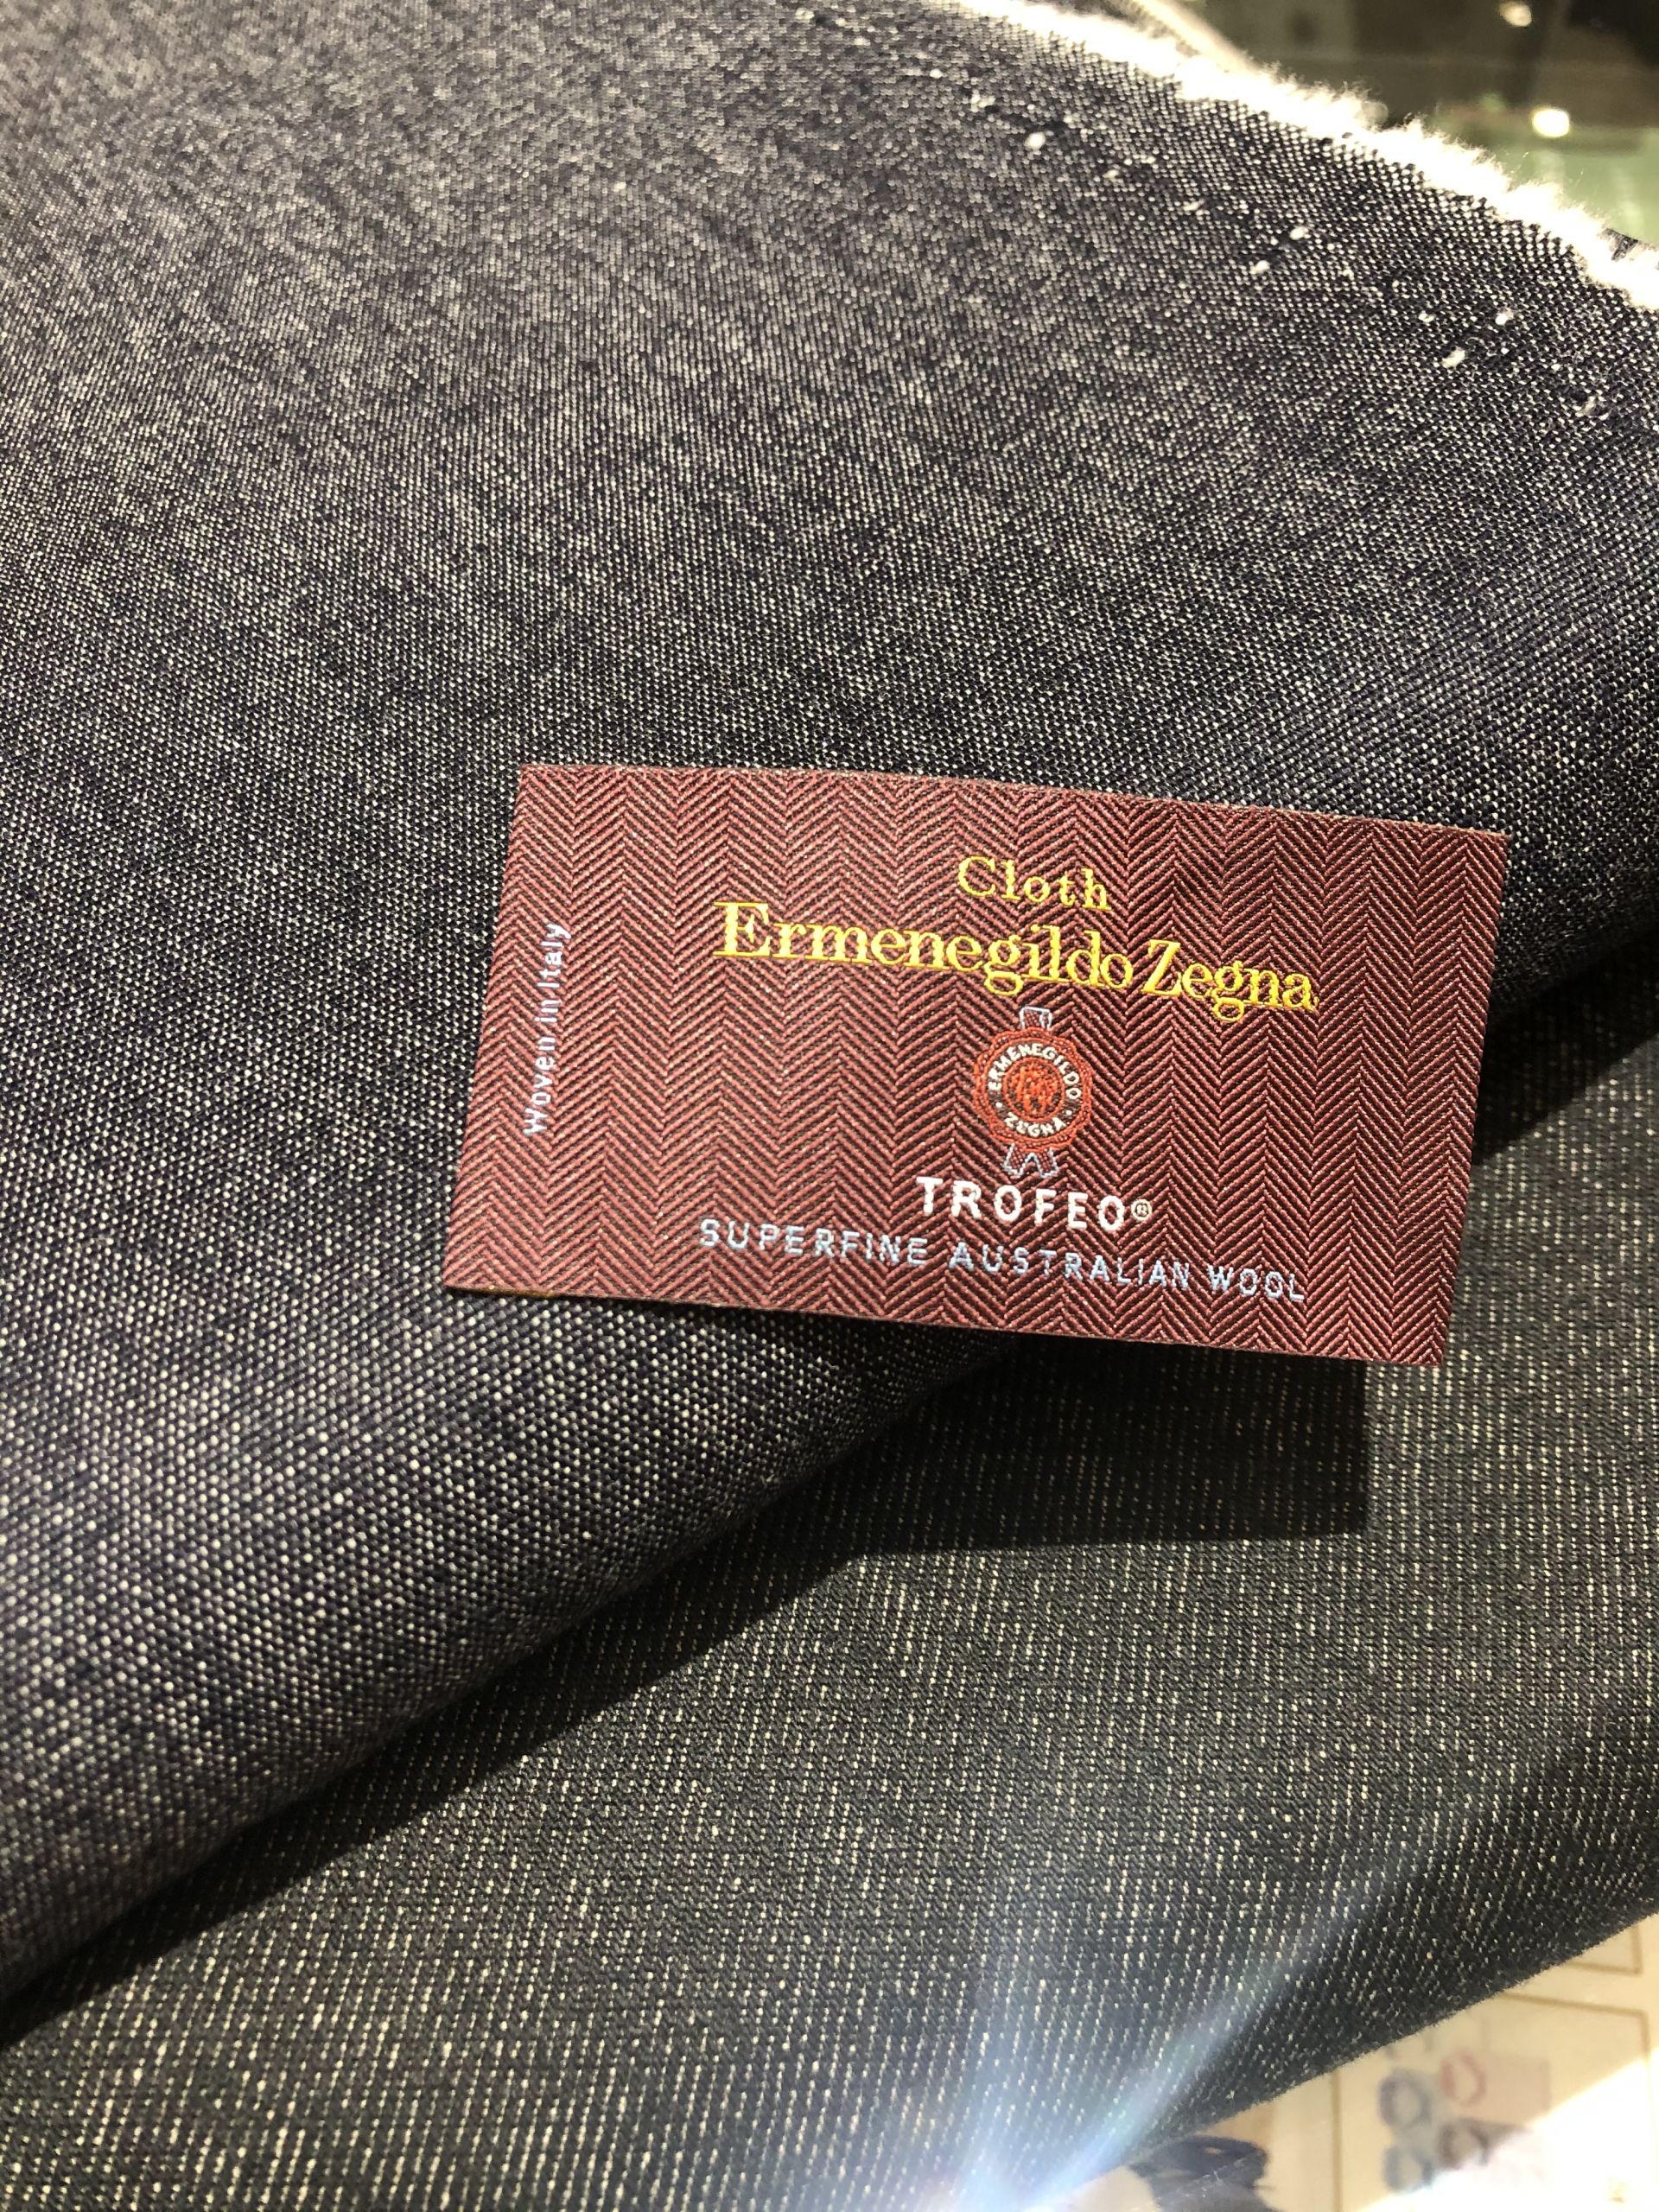 Cloth
Ermenegildo Zegna
Woven in Italy
ERMENEGILDO
ZEGNA
TROFEO®
SUPERFINE AUSTRALIAN WOOL